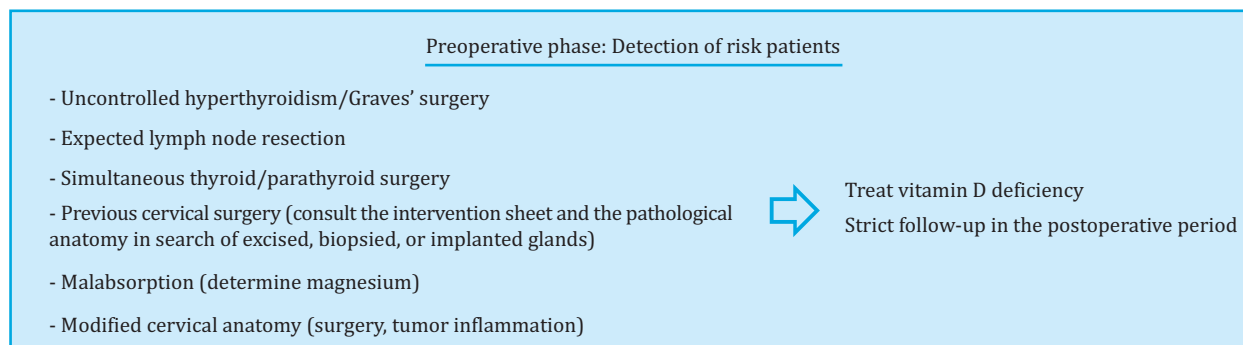 Preoperative phase: Detection of risk patients
- Uncontrolled hyperthyroidism/Graves’ surgery
- Expected lymph node resection
- Simultaneous thyroid/parathyroid surgery
- Previous cervical surgery (consult the intervention sheet and the pathological
anatomy in search of excised, biopsied, or implanted glands)
- Malabsorption (determine magnesium)
- Modified cervical anatomy (surgery, tumor inflammation)
Treat vitamin D deficiency
Strict follow-up in the postoperative period